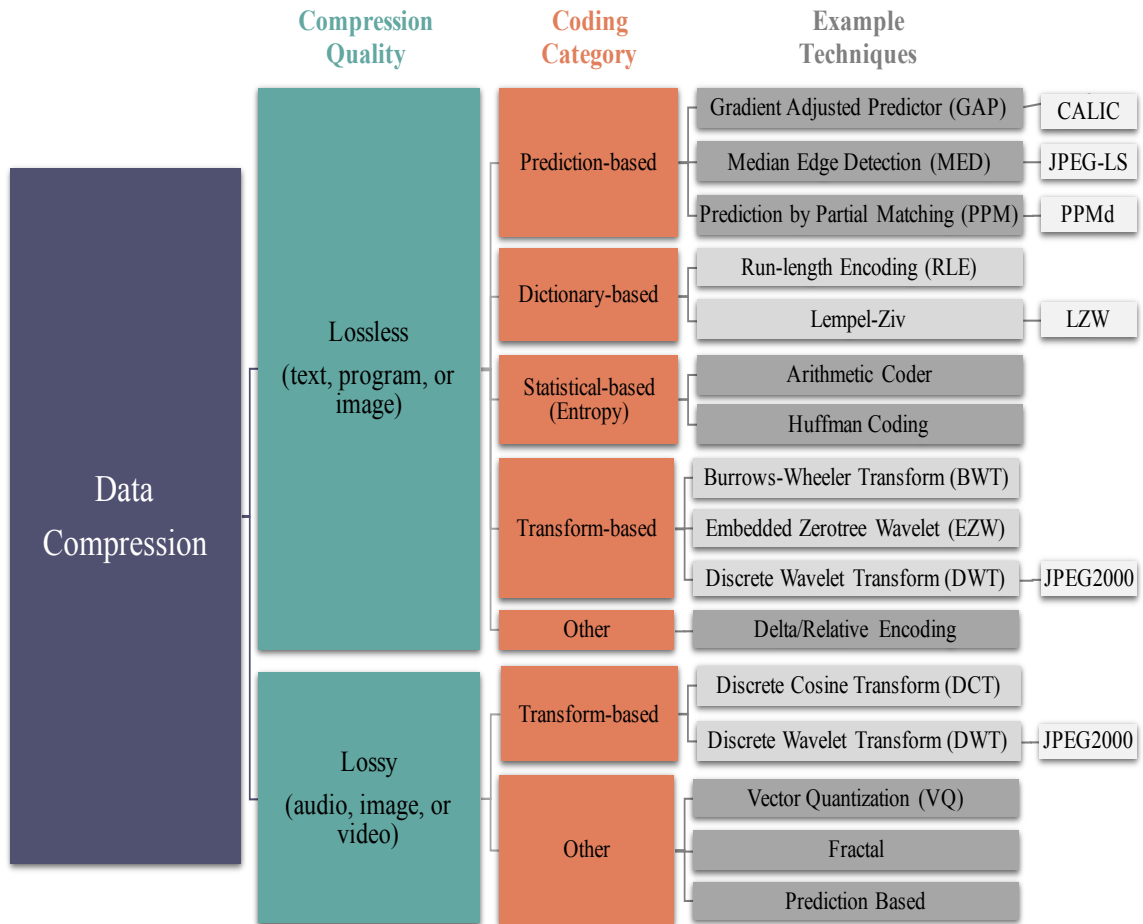 Compression
Quality
Coding
Category
Example
Techniques
Data
Compression
Lossless
(text, program, or
image)
Prediction-based
Gradient Adjusted Predictor (GAP)
CALIC
Median Edge Detection (MED)
JPEG-LS
Prediction by Partial Matching (PPM)
PPMd
Dictionary-based
Run-length Encoding (RLE)
Lempel-Ziv
LZW
Statistical-based
(Entropy)
Arithmetic Coder
Huffman Coding
Transform-based
Burrows-Wheeler Transform (BWT)
Embedded Zerotree Wavelet (EZW)
Discrete Wavelet Transform (DWT)
JPEG2000
Other
Delta/Relative Encoding
Lossy
(audio, image, or
video)
Transform-based
Discrete Cosine Transform (DCT)
Discrete Wavelet Transform (DWT)
JPEG2000
Other
Vector Quantization (VQ)
Fractal
Prediction Based